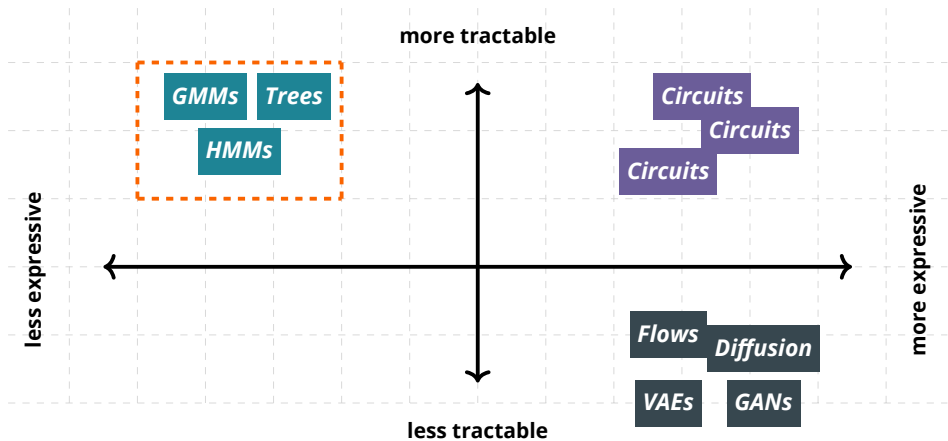 more tractable
GMMs
Trees
HMMs
Circuits
Circuits
Circuits
less expressive
more expressive
Flows
Diffusion
VAEs
GANs
less tractable